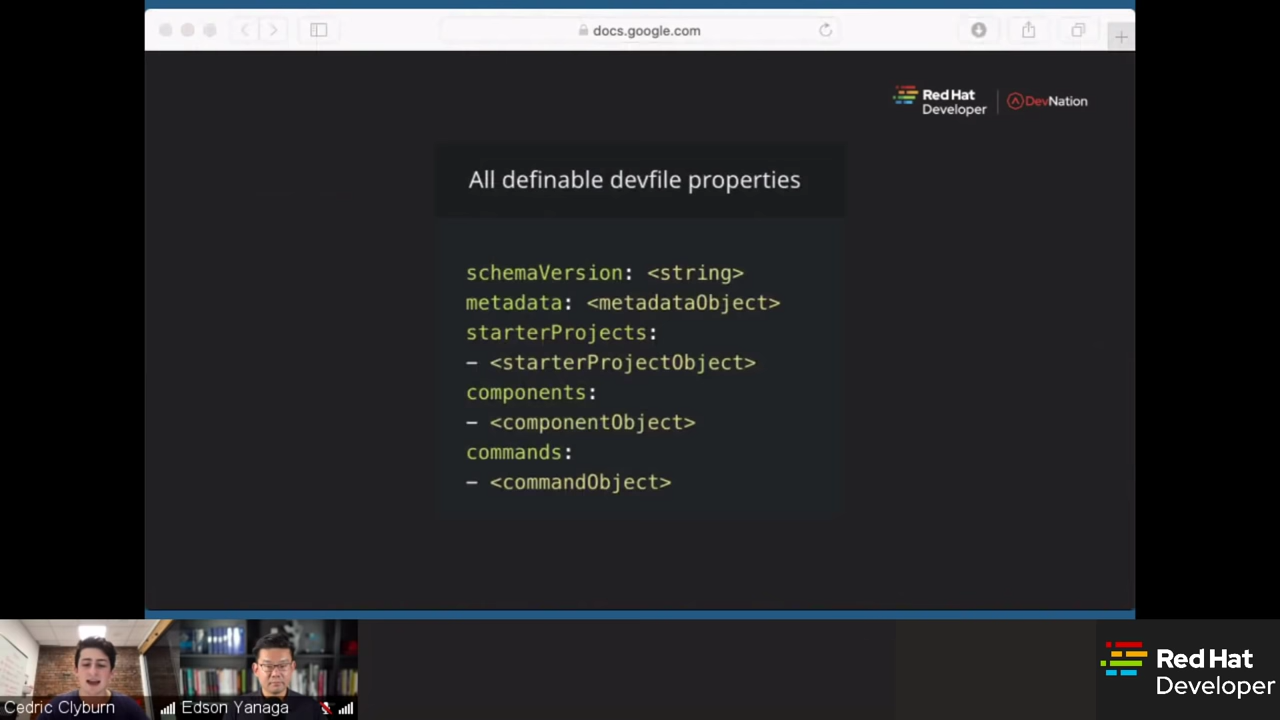 docs.google.com
Red Hat
Developer
DevNation
All definable devfile properties
schemaVersion: <string>
metadata: <metadataObject>
starterProjects:
- <starterProjectObject>
components:
- <componentObject>
commands:
- <commandObject>
Cedric Clyburn
Edson Yanaga
Red Hat
Developer